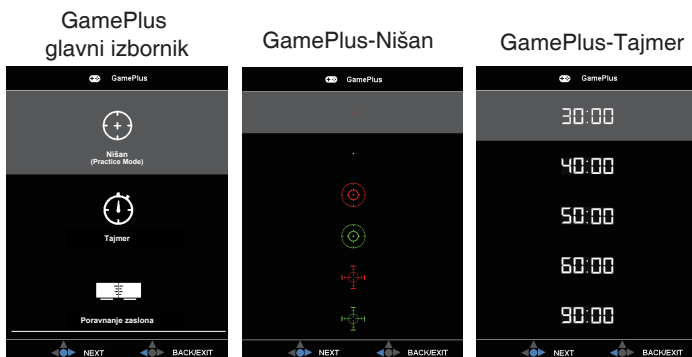 GamePlus
glavni izbornik
GamePlus
Nišan
(Practice Mode)
Tajmer
Poravnanje zaslona
NEXT BACK/EXIT
GamePlus-Nišan
GamePlus
NEXT BACK/EXIT
GamePlus-Tajmer
GamePlus
30:00
40:00
50:00
60:00
90:00
NEXT BACK/EXIT